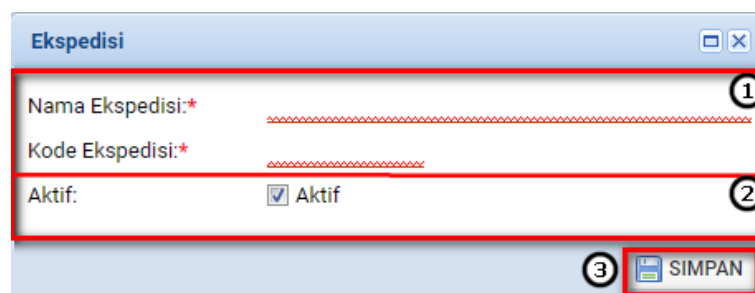 Ekspedisi
1
Nama Ekspedisi:*
Kode Ekspedisi:*
Aktif: Aktif 2
3 SIMPAN